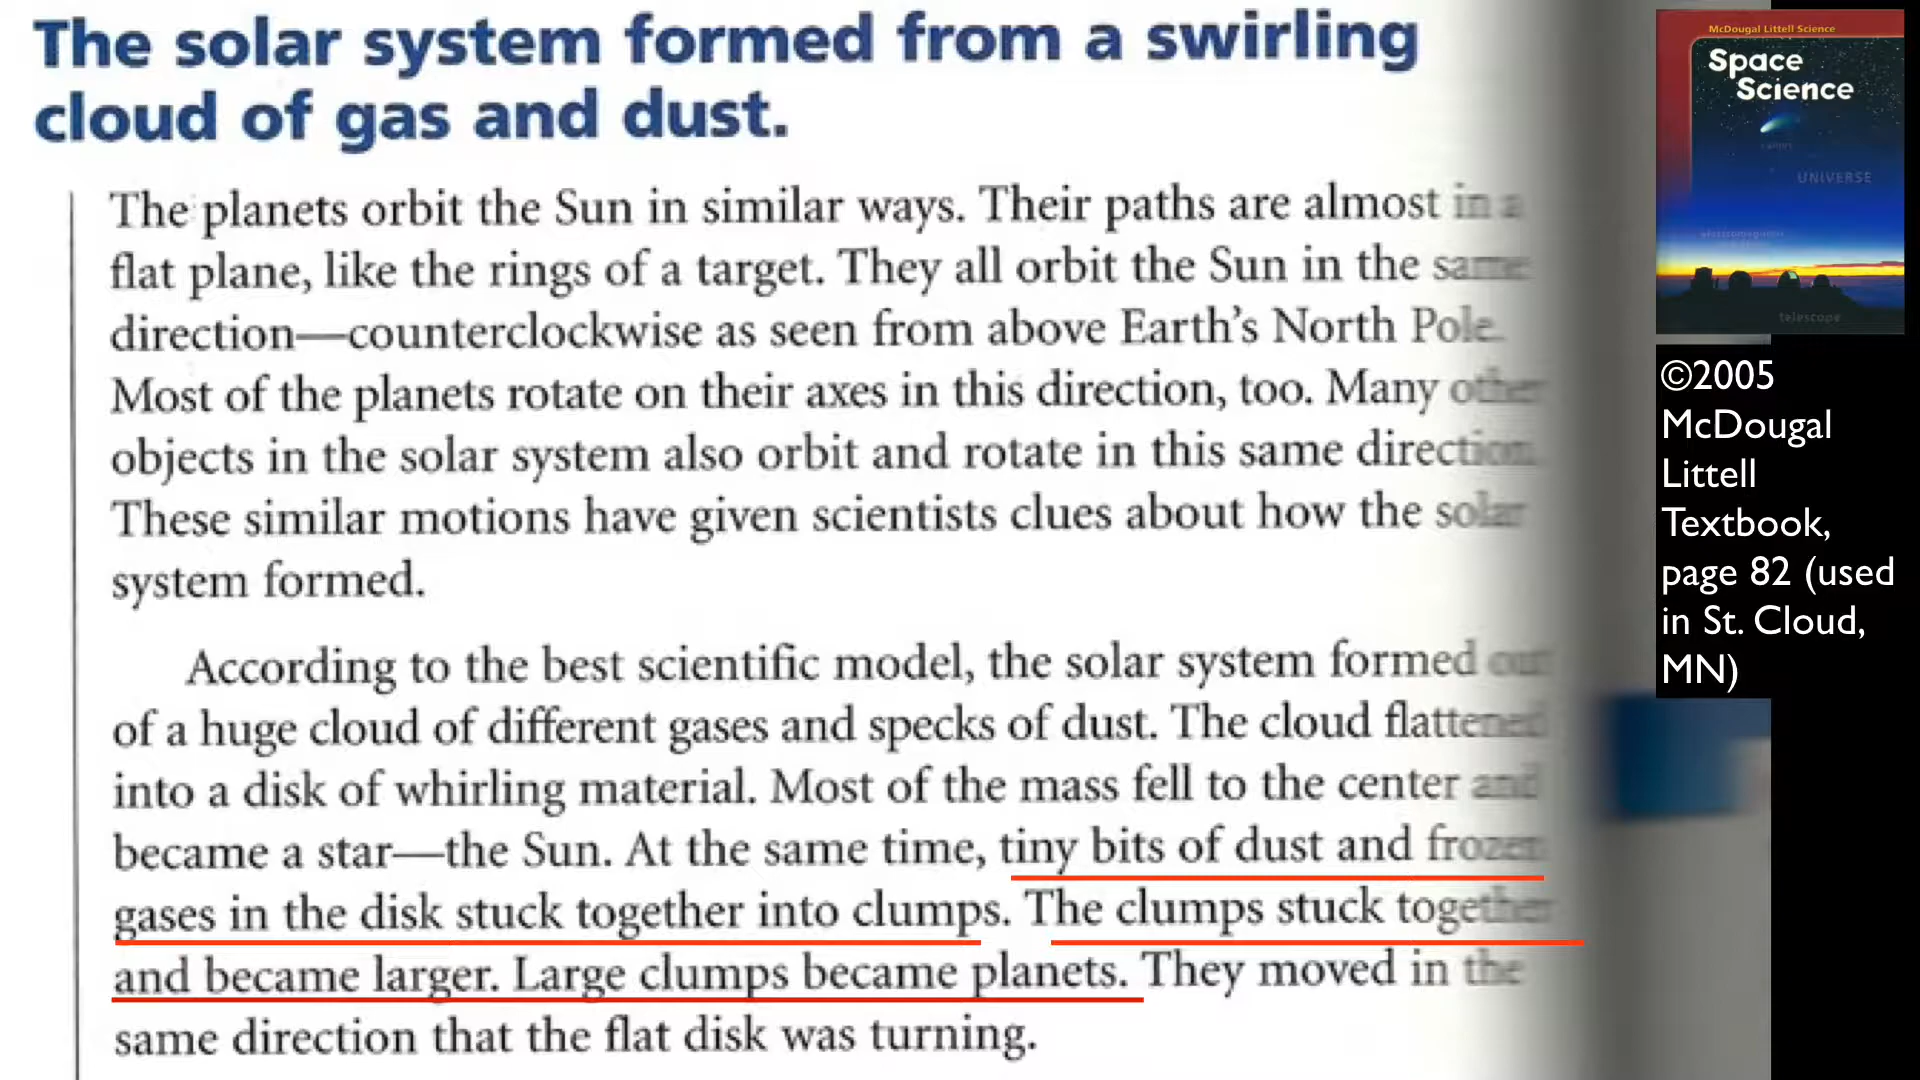 The solar system formed from a swirling
cloud of gas and dust.
The planets orbit the Sun in similar ways. Their paths are almost in a
flat plane, like the rings of a target. They all orbit the Sun in the same
direction—counterclockwise as seen from above Earth's North Pole.
Most of the planets rotate on their axes in this direction, too. Many other
objects in the solar system also orbit and rotate in this same direction.
These similar motions have given scientists clues about how the solar
system formed.
According to the best scientific model, the solar system formed out
of a huge cloud of different gases and specks of dust. The cloud flattened
into a disk of whirling material. Most of the mass fell to the center and
became a star—the Sun. At the same time, tiny bits of dust and frozen
gases in the disk stuck together into clumps. The clumps stuck together
and became larger. Large clumps became planets. They moved in the
same direction that the flat disk was turning.
McDougal Littell Science
Space
Science
UNIVERSE
telescope
©2005
McDougal
Littell
Textbook,
page 82 (used
in St. Cloud,
MN)